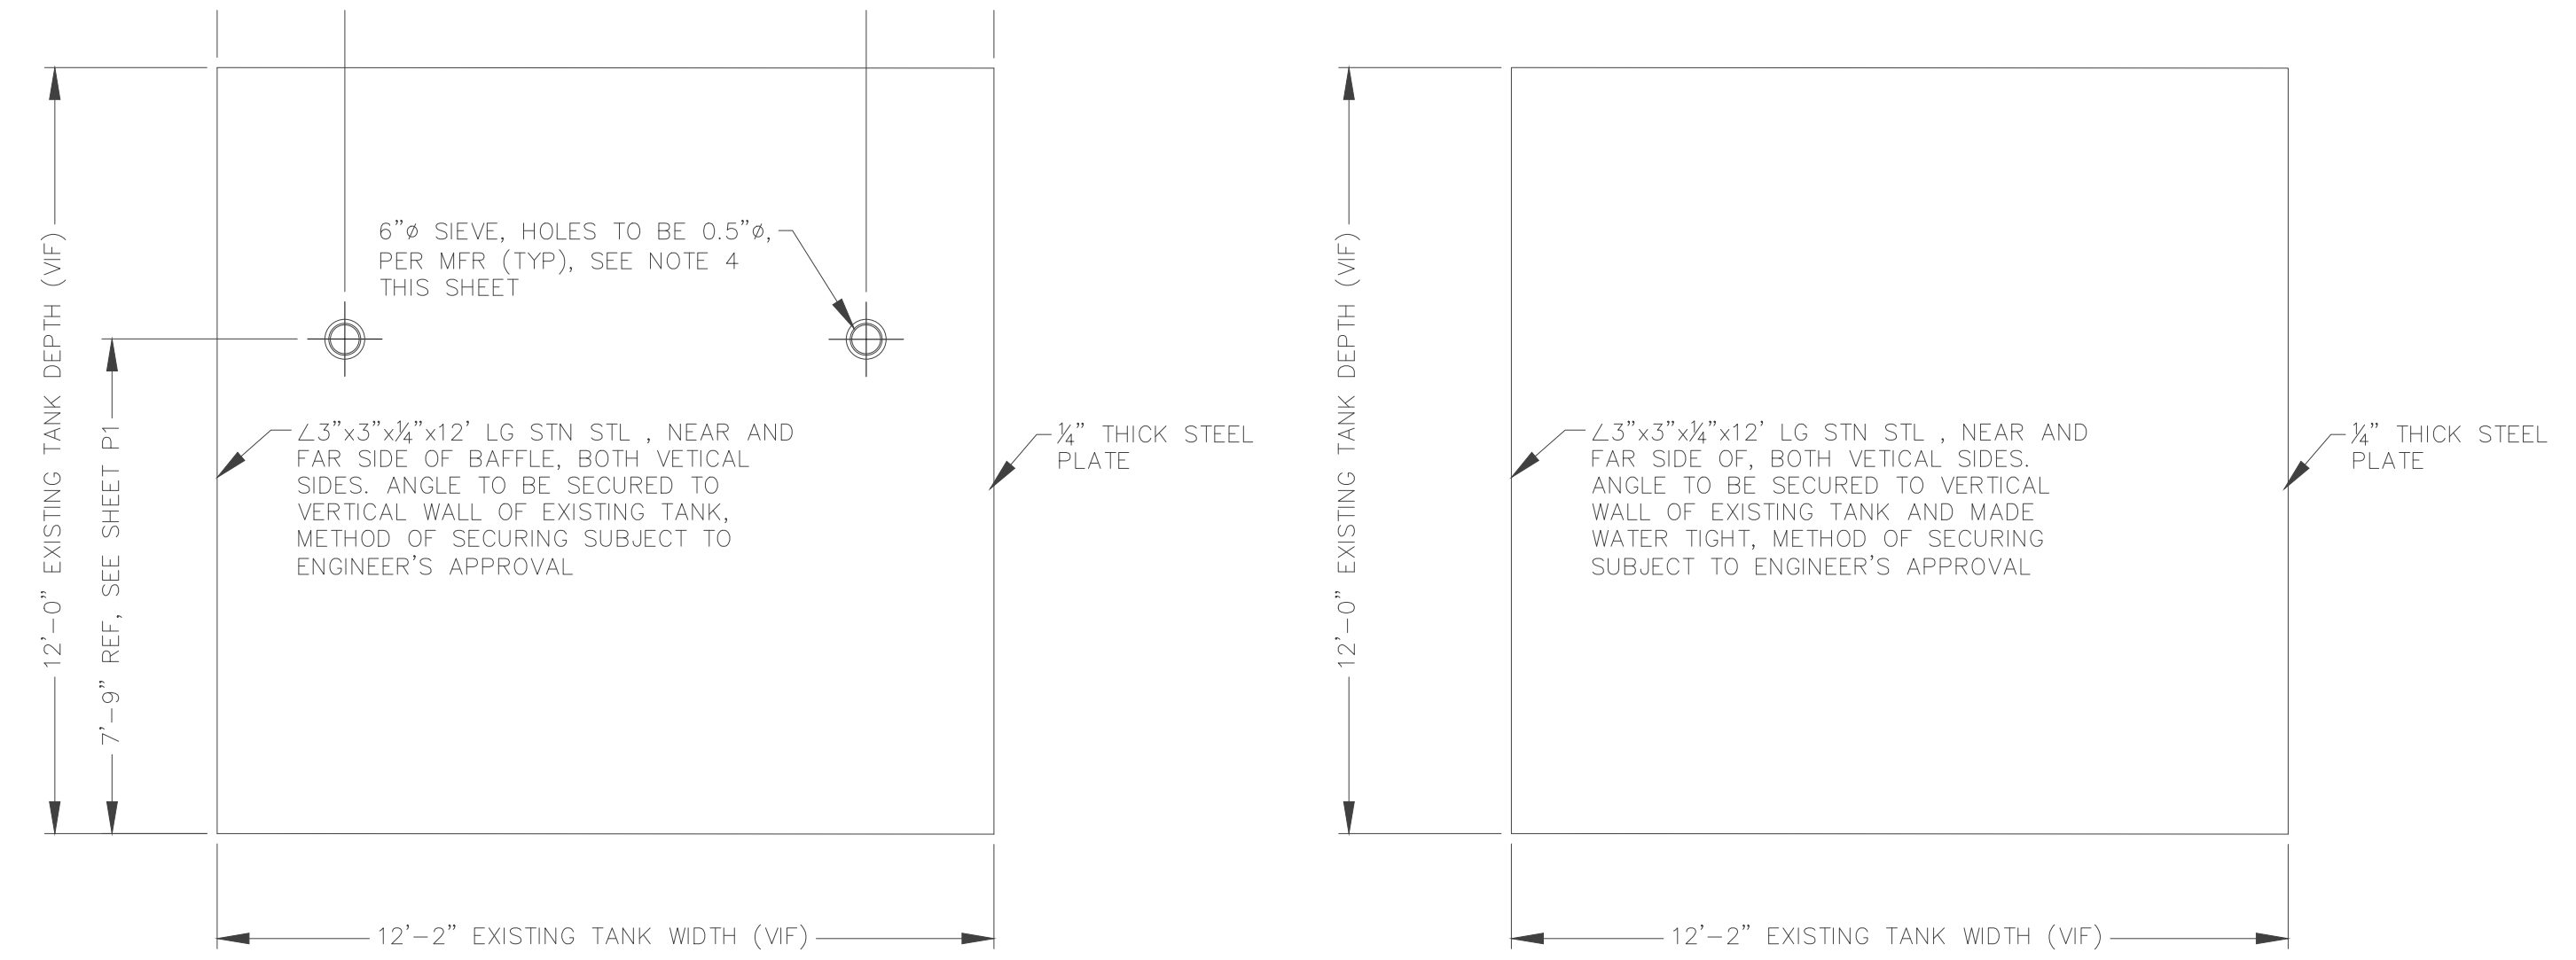 12'-0" EXISTING TANK DEPTH (VIF)
7'-9" REF, SEE SHEET P1
6"ø SIEVE, HOLES TO BE 0.5"ø,
PER MFR (TYP), SEE NOTE 4
THIS SHEET
∠3"x3"x¼"x12' LG STN STL , NEAR AND
FAR SIDE OF BAFFLE, BOTH VETICAL
SIDES. ANGLE TO BE SECURED TO
VERTICAL WALL OF EXISTING TANK,
METHOD OF SECURING SUBJECT TO
ENGINEER'S APPROVAL
¼" THICK STEEL
PLATE
12'-2" EXISTING TANK WIDTH (VIF)
12'-0" EXISTING TANK DEPTH (VIF)
∠3"x3"x¼"x12' LG STN STL , NEAR AND
FAR SIDE OF, BOTH VETICAL SIDES.
ANGLE TO BE SECURED TO VERTICAL
WALL OF EXISTING TANK AND MADE
WATER TIGHT, METHOD OF SECURING
SUBJECT TO ENGINEER'S APPROVAL
¼" THICK STEEL
PLATE
12'-2" EXISTING TANK WIDTH (VIF)